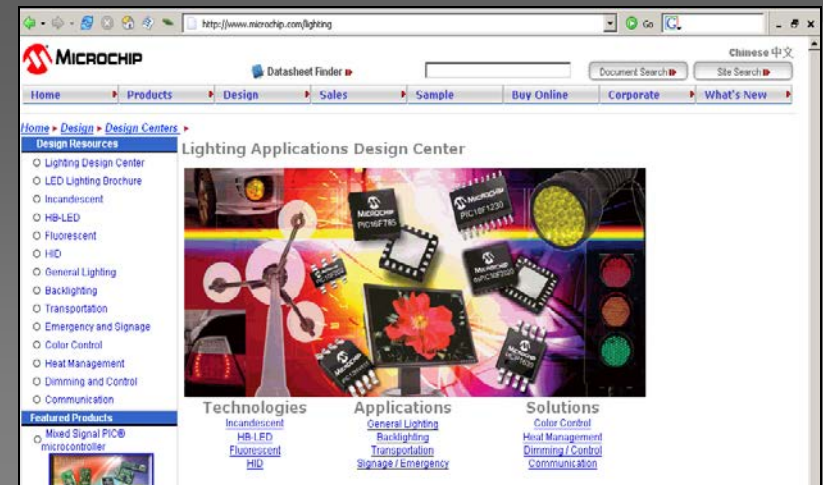 http://www.microchip.com/lighting
Go
MICROCHIP
Chinese 中文
Datasheet Finder
Document Search
Site Search
Home
Products
Design
Sales
Sample
Buy Online
Corporate
What's New
Home ▸ Design ▸ Design Centers ▸
Design Resources
Lighting Design Center
LED Lighting Brochure
Incandescent
HB-LED
Fluorescent
HID
General Lighting
Backlighting
Transportation
Emergency and Signage
Color Control
Heat Management
Dimming and Control
Communication
Featured Products
Mixed Signal PIC®
microcontroller
Lighting Applications Design Center
MICROCHIP
PIC16F785
MICROCHIP
PIC18F1230
MICROCHIP
MICROCHIP
Technologies
Incandescent
HB-LED
Fluorescent
HID
Applications
General Lighting
Backlighting
Transportation
Signage / Emergency
Solutions
Color Control
Heat Management
Dimming / Control
Communication